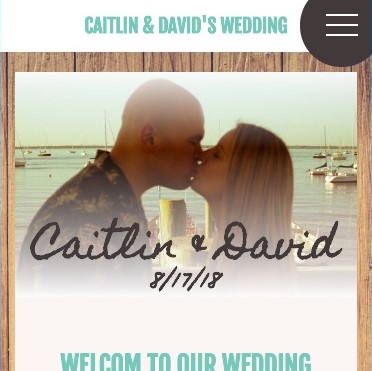 CAITLIN & DAVID'S WEDDING
Caitlin & David
8/17/18
WELCOM TO OUR WEDDING